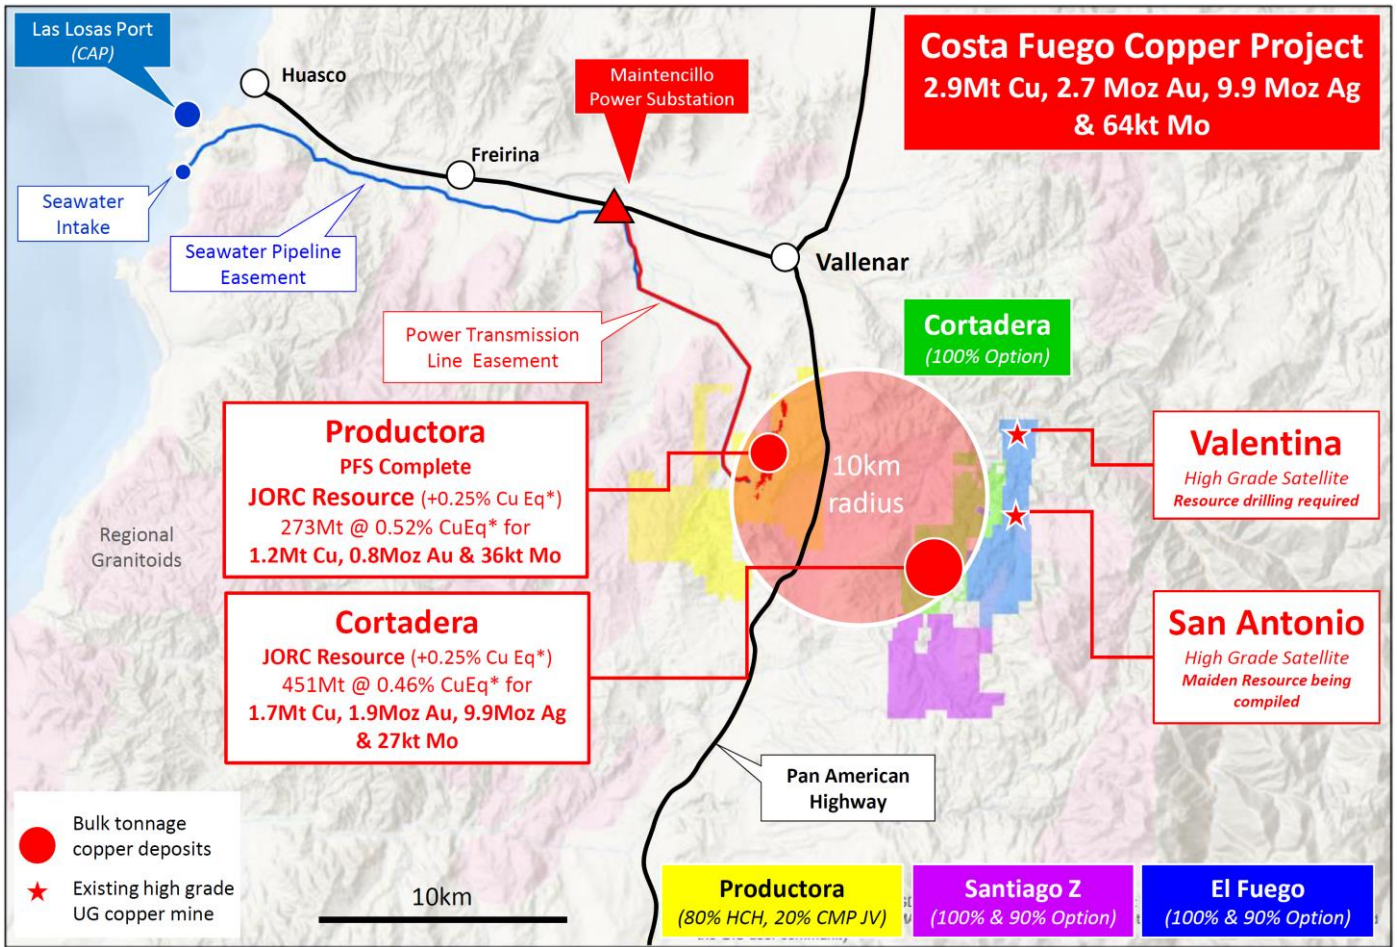 Las Losas Port
(CAP)
Huasco
Maintencillo
Power Substation
Costa Fuego Copper Project
2.9Mt Cu, 2.7 Moz Au, 9.9 Moz Ag
& 64kt Mo
Freirina
Seawater
Intake
Seawater Pipeline
Easement
Vallenar
Power Transmission
Line Easement
Cortadera
(100% Option)
Productora
PFS Complete
JORC Resource (+0.25% Cu Eq*)
273Mt @ 0.52% CuEq* for
1.2Mt Cu, 0.8Moz Au & 36kt Mo
10km
radius
Valentina
High Grade Satellite
Resource drilling required
Regional
Granitoids
Cortadera
JORC Resource (+0.25% Cu Eq*)
451Mt @ 0.46% CuEq* for
1.7Mt Cu, 1.9Moz Au, 9.9Moz Ag
& 27kt Mo
San Antonio
High Grade Satellite
Maiden Resource being
compiled
Pan American
Highway
Bulk tonnage
copper deposits
Existing high grade
UG copper mine
10km
Productora
(80% HCH, 20% CMP JV)
Santiago Z
(100% & 90% Option)
El Fuego
(100% & 90% Option)